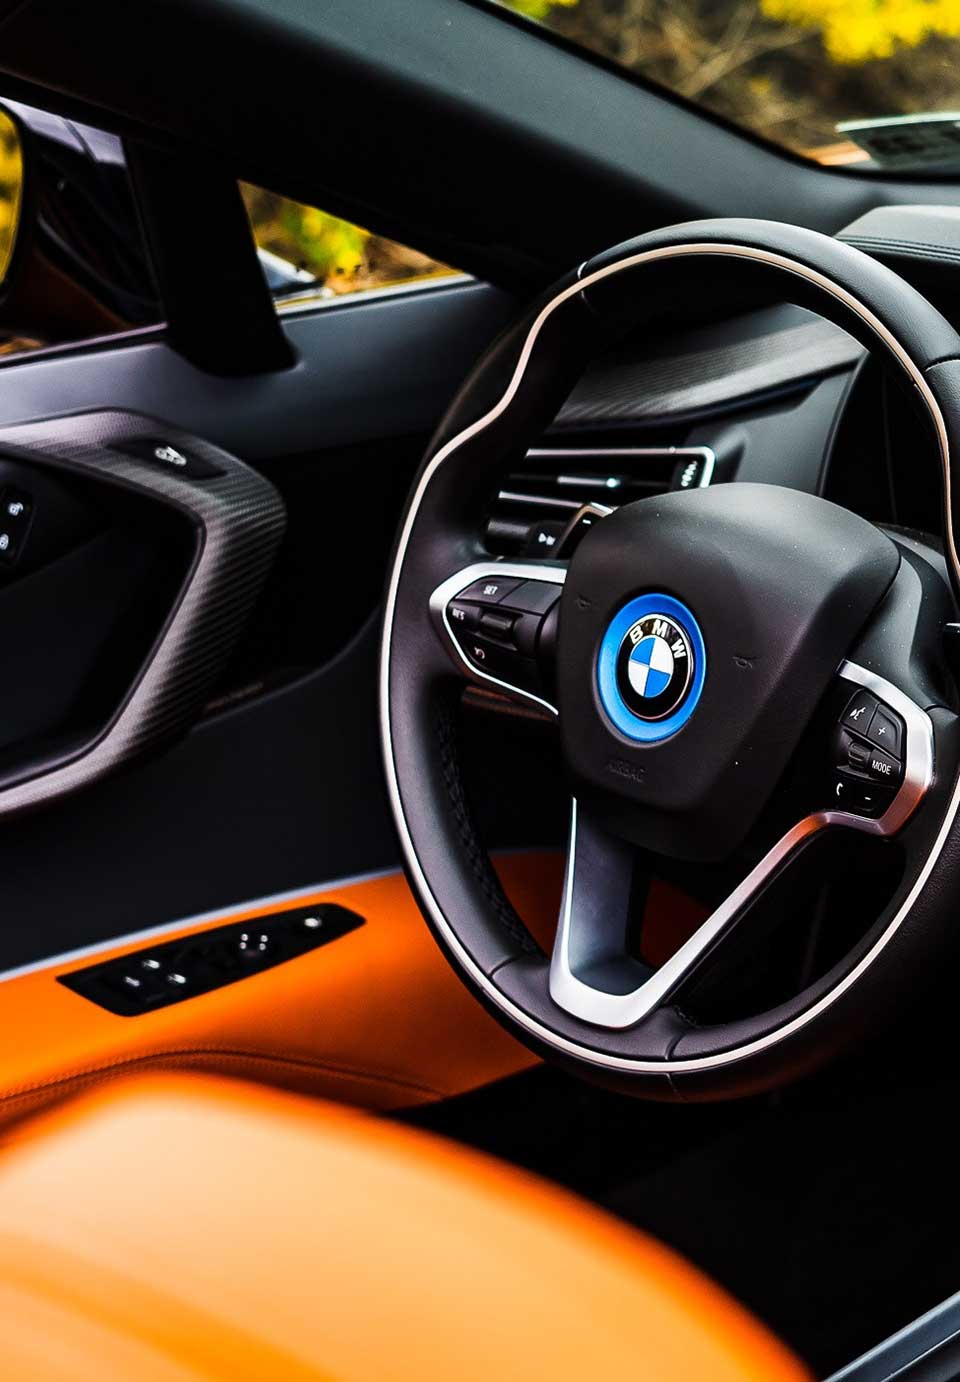 SET
RES
BMW
AIRBAG
+
MODE
-